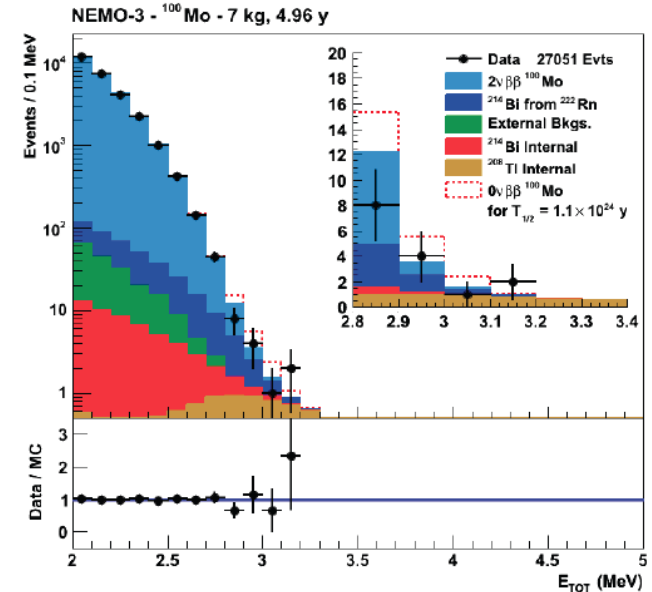 NEMO-3 - ¹⁰⁰Mo - 7 kg, 4.96 y
Events / 0.1 MeV
10⁴
10³
10²
10
1
20
18
16
14
12
10
8
6
4
2
0
2.8 2.9 3 3.1 3.2 3.3 3.4
Data 27051 Evts
2νββ ¹⁰⁰Mo
²¹⁴Bi from ²²²Rn
External Bkgs.
²¹⁴Bi Internal
²⁰⁸Tl Internal
0νββ ¹⁰⁰Mo
for T₁/₂ = 1.1×10²⁴ y
Data / MC
3
2
1
0
2 2.5 3 3.5 4 4.5 5
E_TOT (MeV)